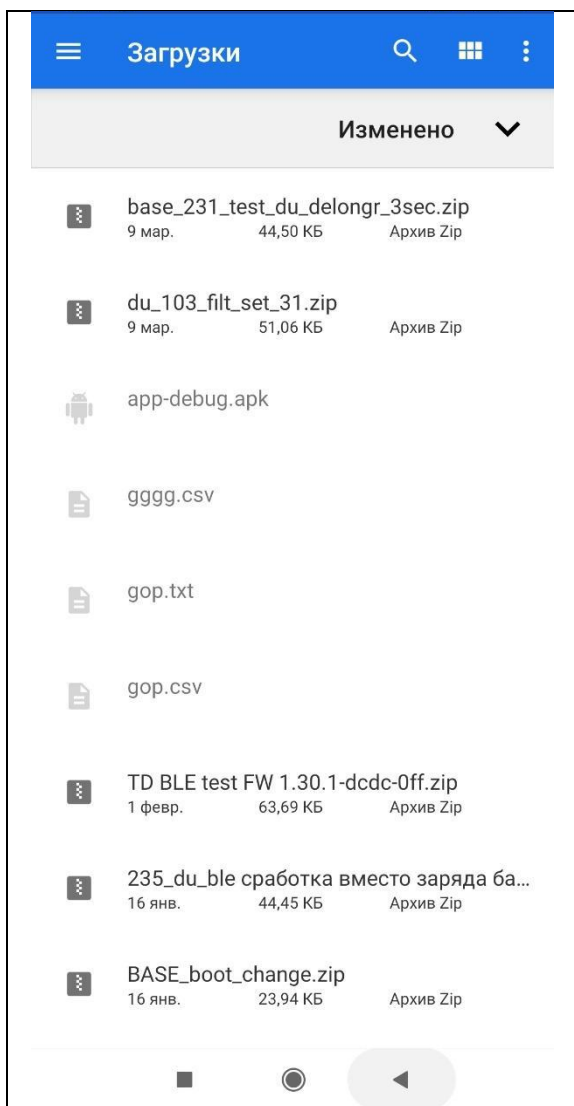 Загрузки
Изменено
base_231_test_du_delongr_3sec.zip
9 мар. 44,50 КБ Архив Zip
du_103_filt_set_31.zip
9 мар. 51,06 КБ Архив Zip
app-debug.apk
gggg.csv
gop.txt
gop.csv
TD BLE test FW 1.30.1-dcdc-0ff.zip
1 февр. 63,69 КБ Архив Zip
235_du_ble сработка вместо заряда ба...
16 янв. 44,45 КБ Архив Zip
BASE_boot_change.zip
16 янв. 23,94 КБ Архив Zip